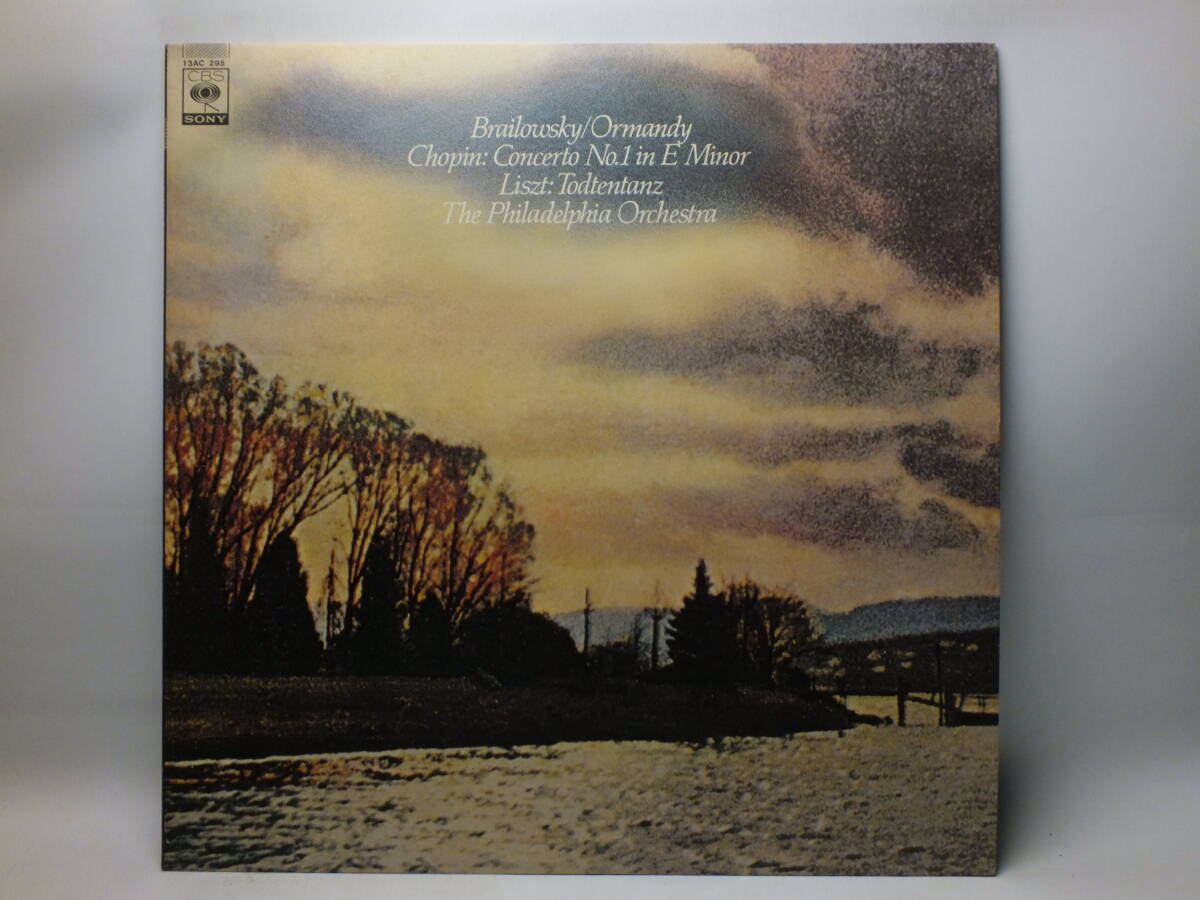 13AC 295
CBS
SONY
Brailowsky/Ormandy
Chopin: Concerto No.1 in E Minor
Liszt: Todtentanz
The Philadelphia Orchestra